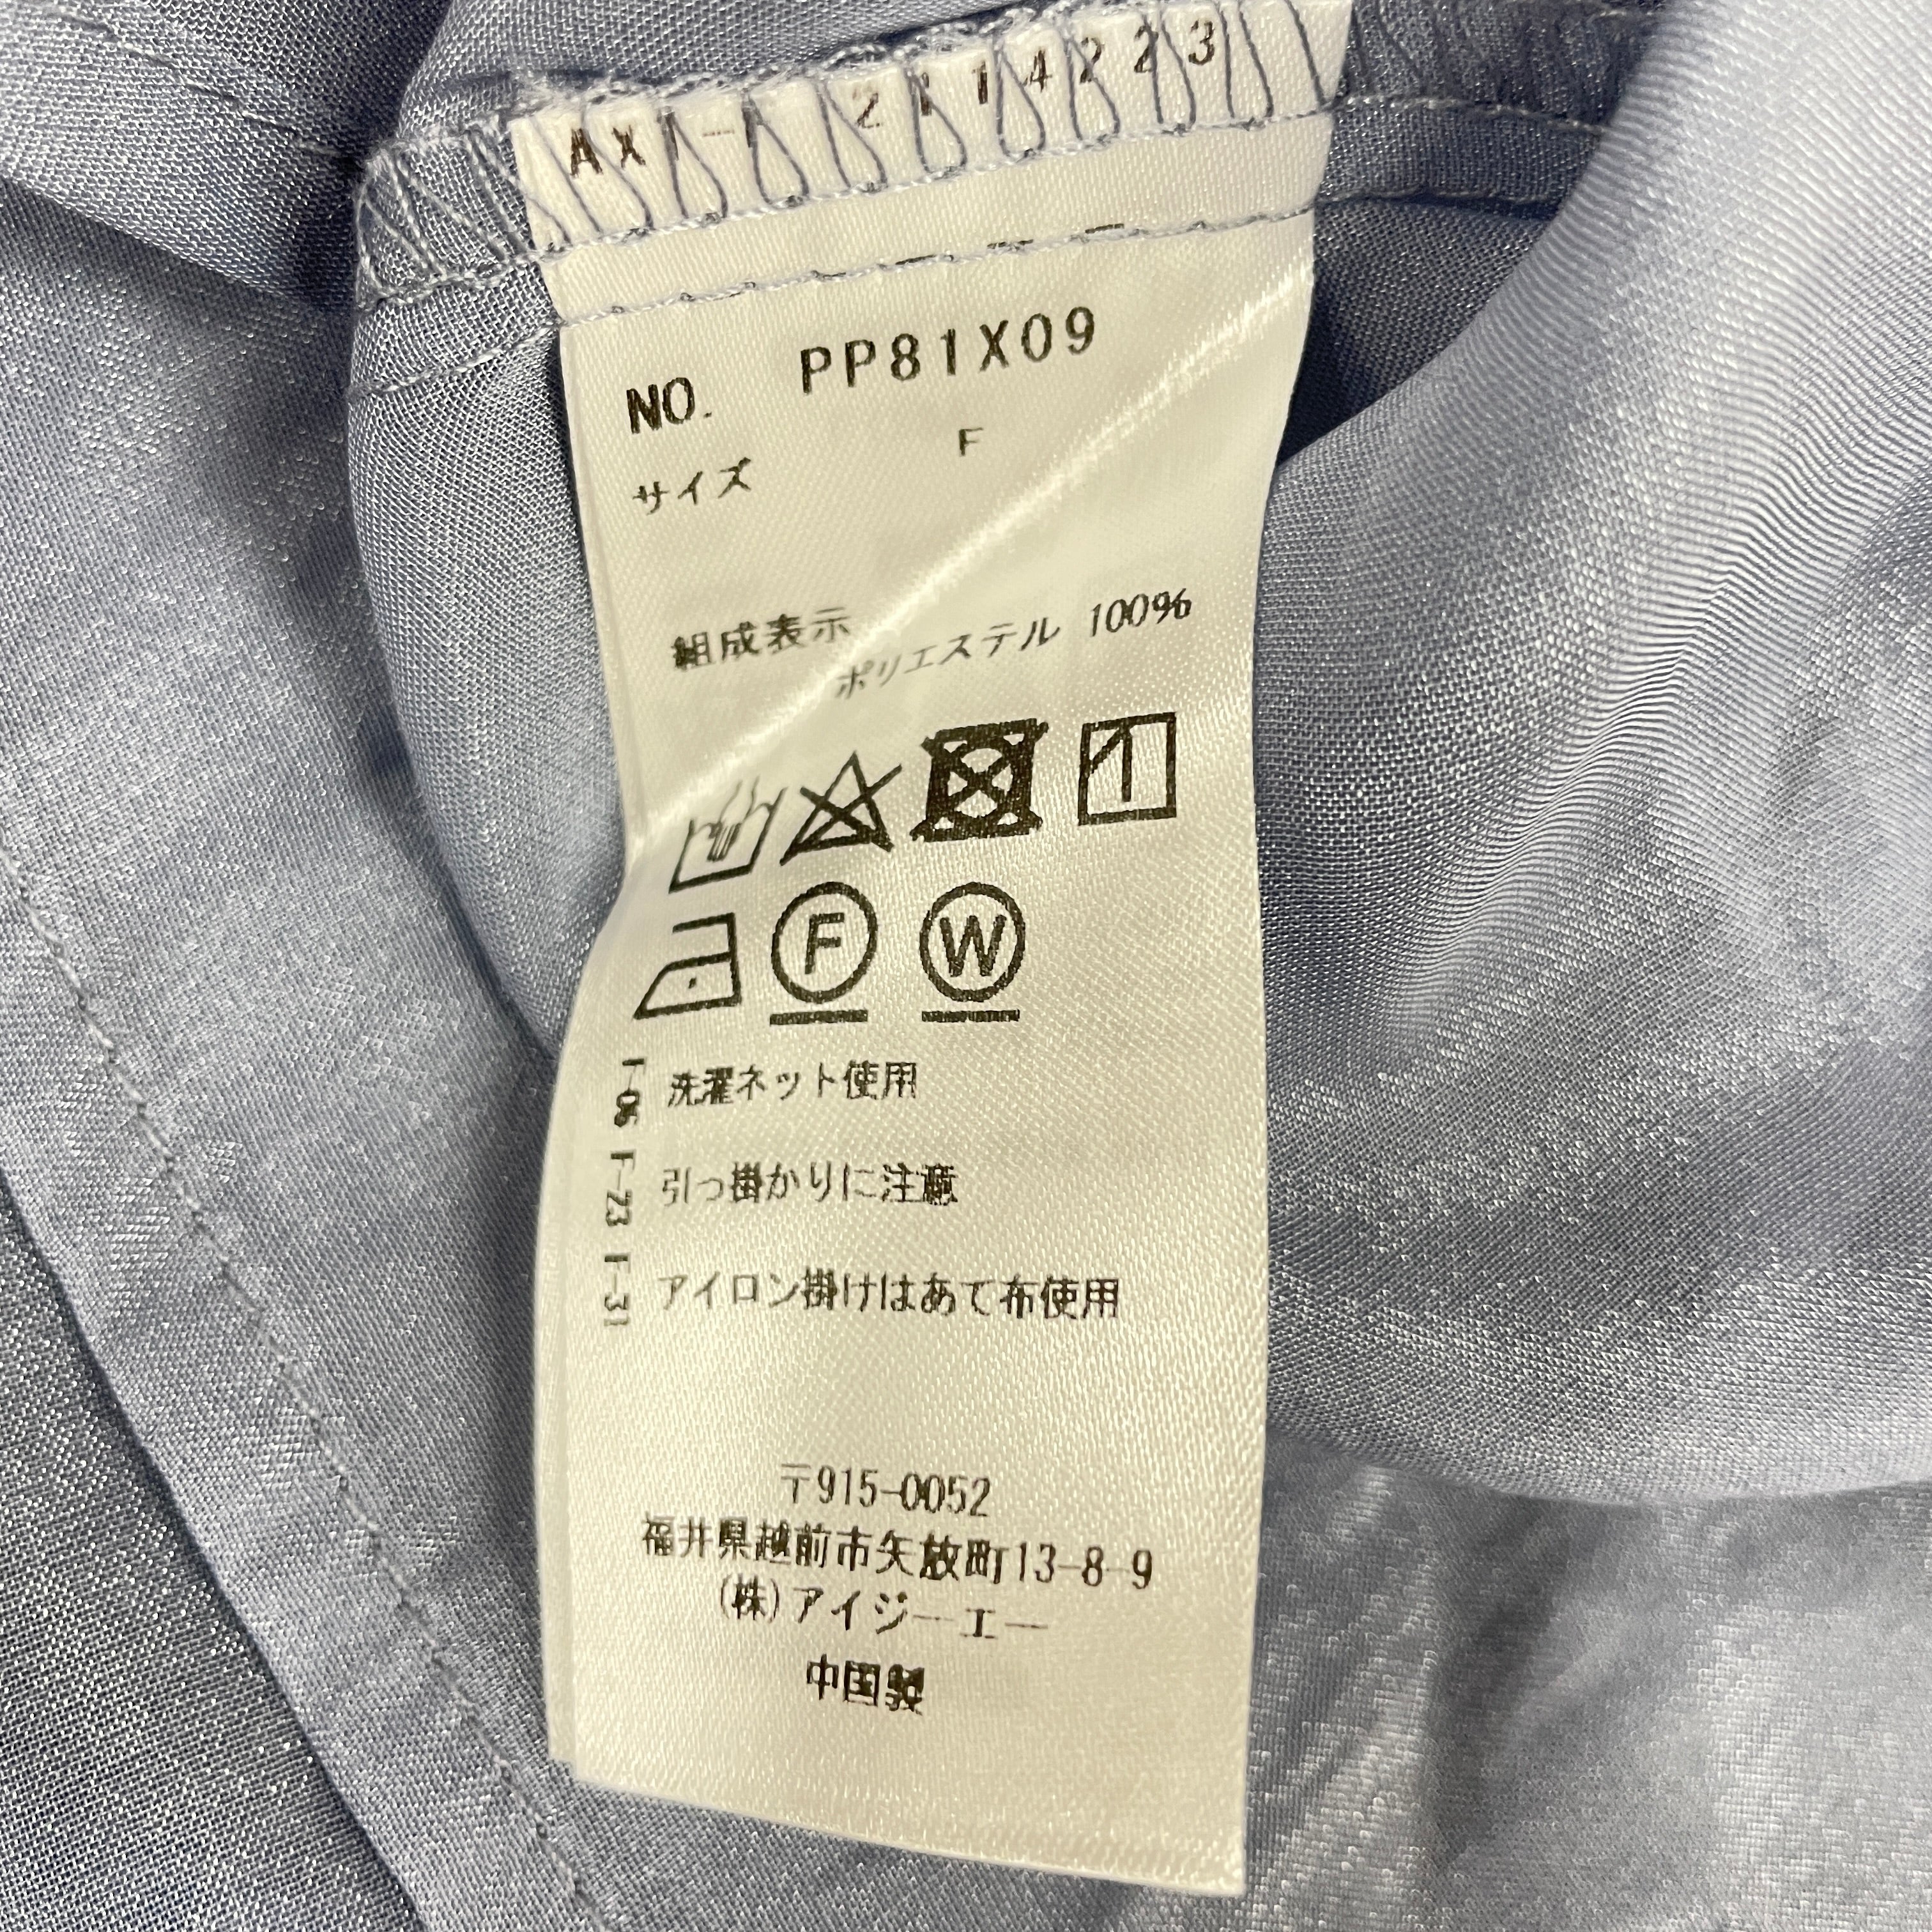 AX 2114223
NO. PP81X09
サイズ F
組成表示
ポリエステル 100%
F W
I-06 洗濯ネット使用
F-23 引っ掛かりに注意
F-31 アイロン掛けはあて布使用
〒915-0052
福井県越前市矢放町13-8-9
(株)アイジーエー
中国製